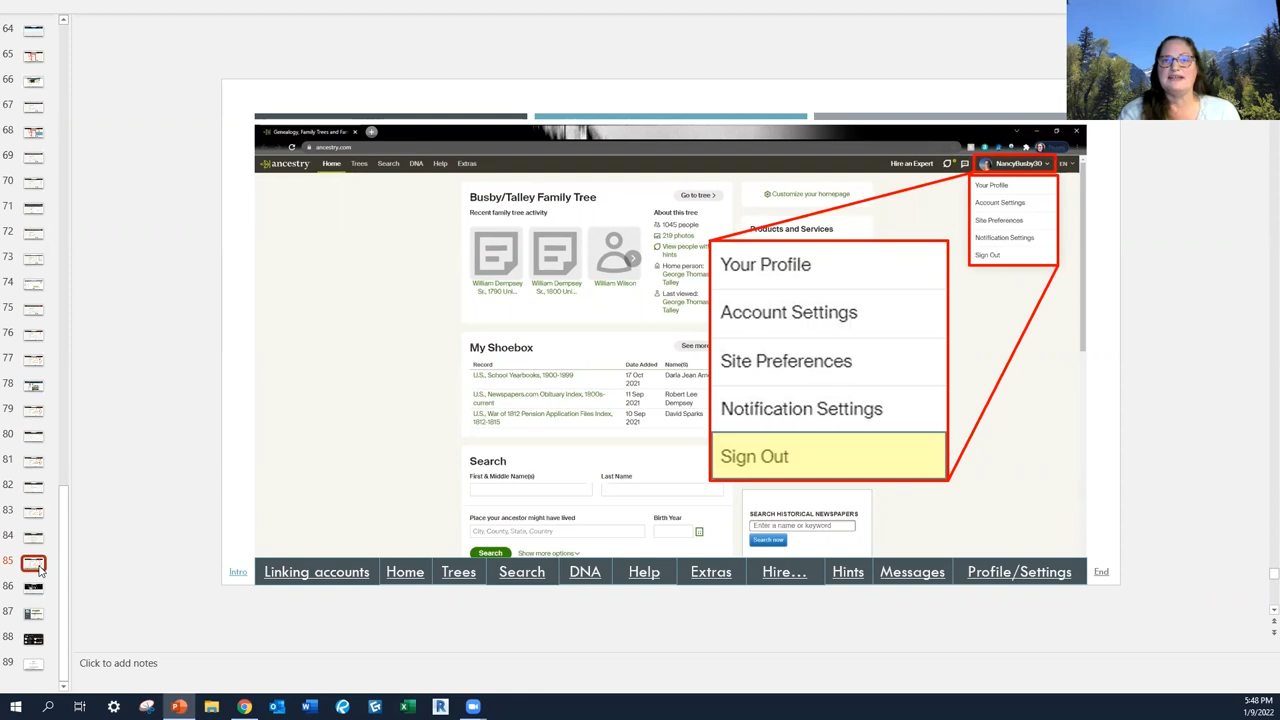 64
65
66
67
68
69
70
71
72
73
74
75
76
77
78
79
80
81
82
83
84
85
86
87
88
89
Genealogy, Family Trees and Far
ancestry.com
ancestry Home Trees Search DNA Help Extras Hire an Expert NancyBusby30 EN
Your Profile
Account Settings
Site Preferences
Notification Settings
Sign Out
Busby/Talley Family Tree
Go to tree >
Recent family tree activity
About this tree
1045 people
219 photos
View people with
hints
Home person:
George Thomas
Talley
Last viewed:
George Thomas
Talley
William Dempsey
Sr., 1790 Uni...
William Dempsey
Sr., 1800 Uni...
William Wilson
Customize your homepage
Products and Services
My Shoebox
See more
Record Date Added Name(s)
U.S., School Yearbooks, 1900-1999 17 Oct
2021 Darla Jean
U.S., Newspapers.com Obituary Index, 1800s-
current 11 Sep
2021 Robert Lee
Dempsey
U.S., War of 1812 Pension Application Files Index,
1812-1815 10 Sep
2021 David Sparks
Search
First & Middle Name(s) Last Name
Place your ancestor might have lived Birth Year
City, County, State, Country
Search Show more options
Your Profile
Account Settings
Site Preferences
Notification Settings
Sign Out
SEARCH HISTORICAL NEWSPAPERS
Enter a name or keyword
Search now
Intro Linking accounts Home Trees Search DNA Help Extras Hire... Hints Messages Profile/Settings End
Click to add notes
5:48 PM
1/9/2022